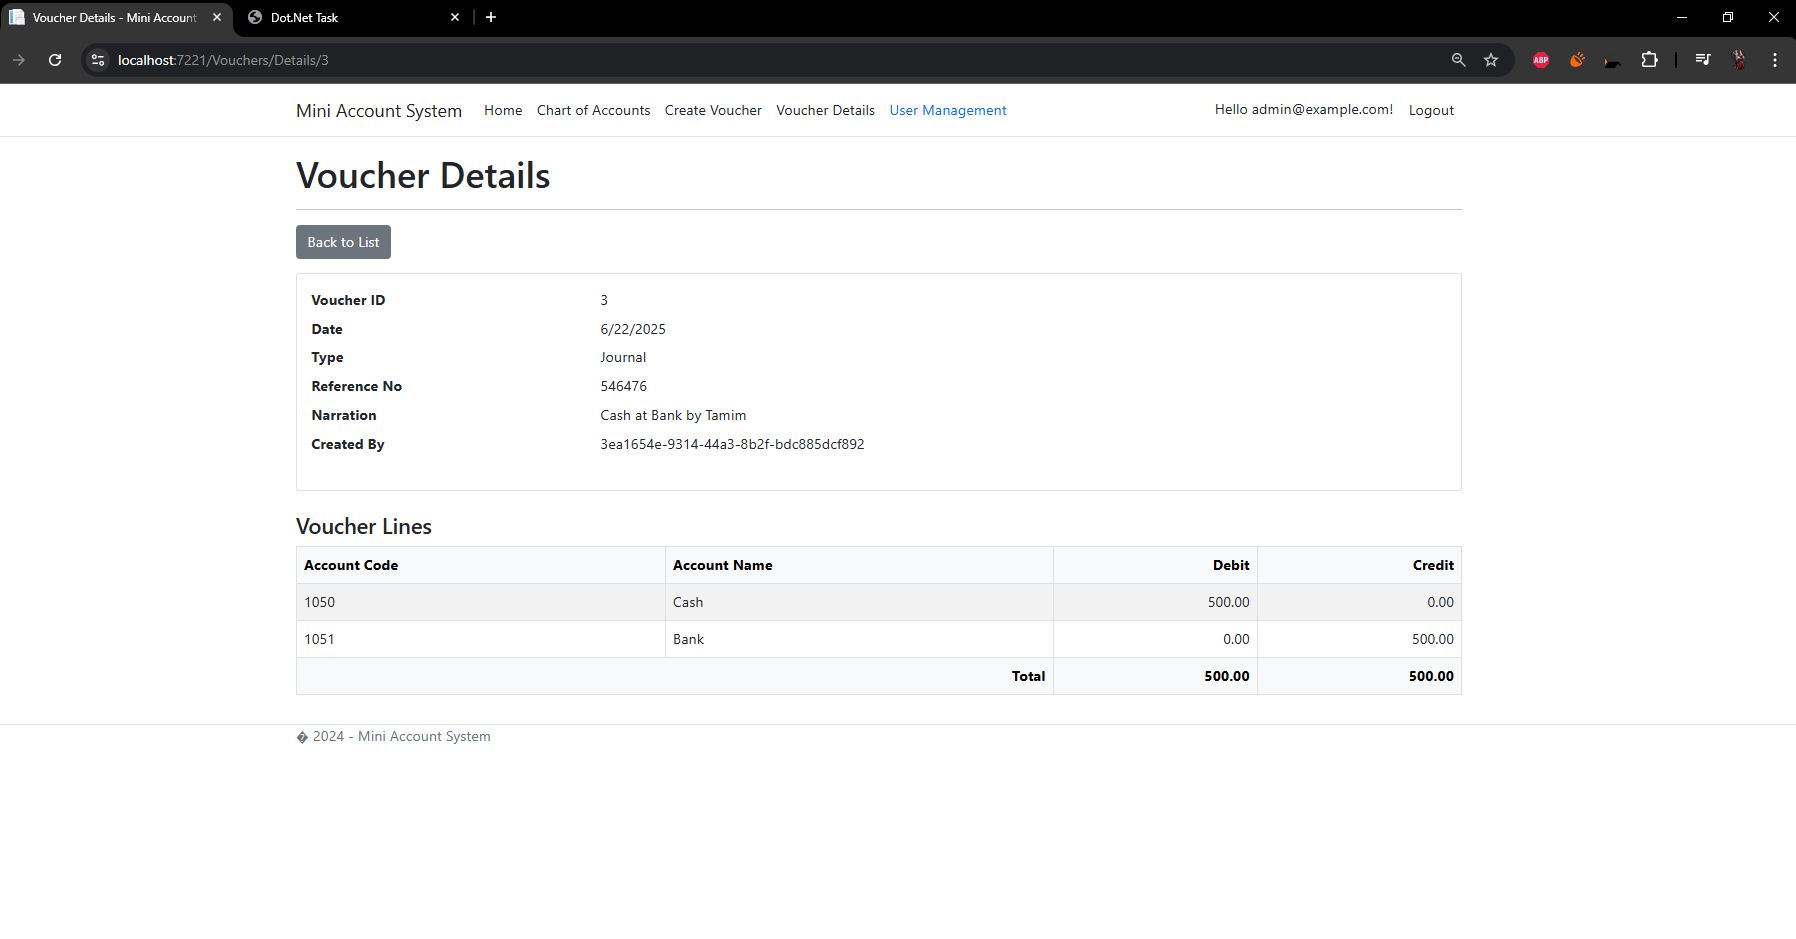 Voucher Details - Mini Account
Dot.Net Task
localhost:7221/Vouchers/Details/3
ABP
Mini Account System Home Chart of Accounts Create Voucher Voucher Details User Management Hello admin@example.com! Logout
Voucher Details
Back to List
Voucher ID 3
Date 6/22/2025
Type Journal
Reference No 546476
Narration Cash at Bank by Tamim
Created By 3ea1654e-9314-44a3-8b2f-bdc885dcf892
Voucher Lines
Account Code Account Name Debit Credit
1050 Cash 500.00 0.00
1051 Bank 0.00 500.00
Total 500.00 500.00
� 2024 - Mini Account System